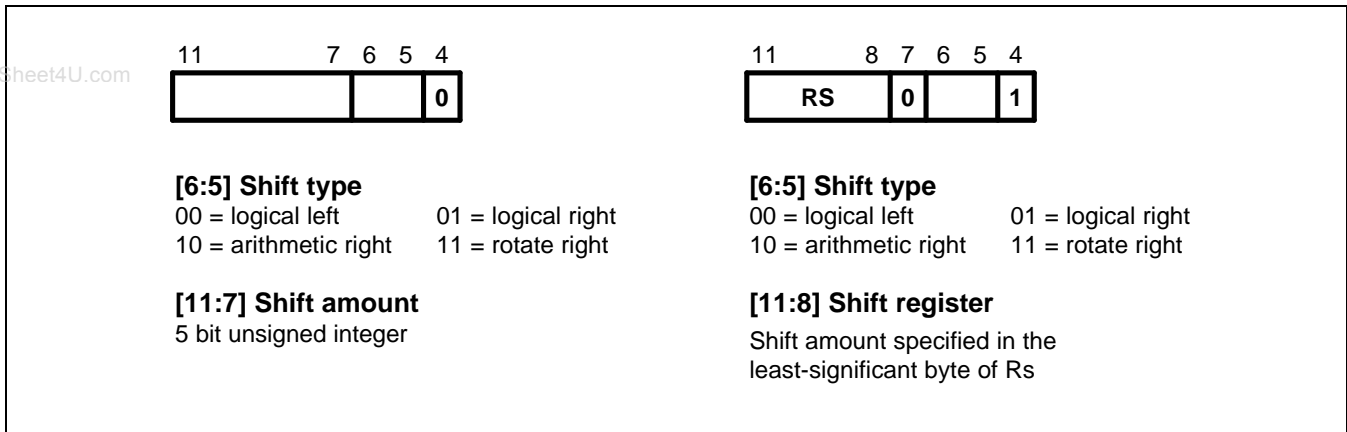 11 7 6 5 4
0
[6:5] Shift type
00 = logical left 01 = logical right
10 = arithmetic right 11 = rotate right
[11:7] Shift amount
5 bit unsigned integer
11 8 7 6 5 4
RS 0 1
[6:5] Shift type
00 = logical left 01 = logical right
10 = arithmetic right 11 = rotate right
[11:8] Shift register
Shift amount specified in the
least-significant byte of Rs
heet4U.com